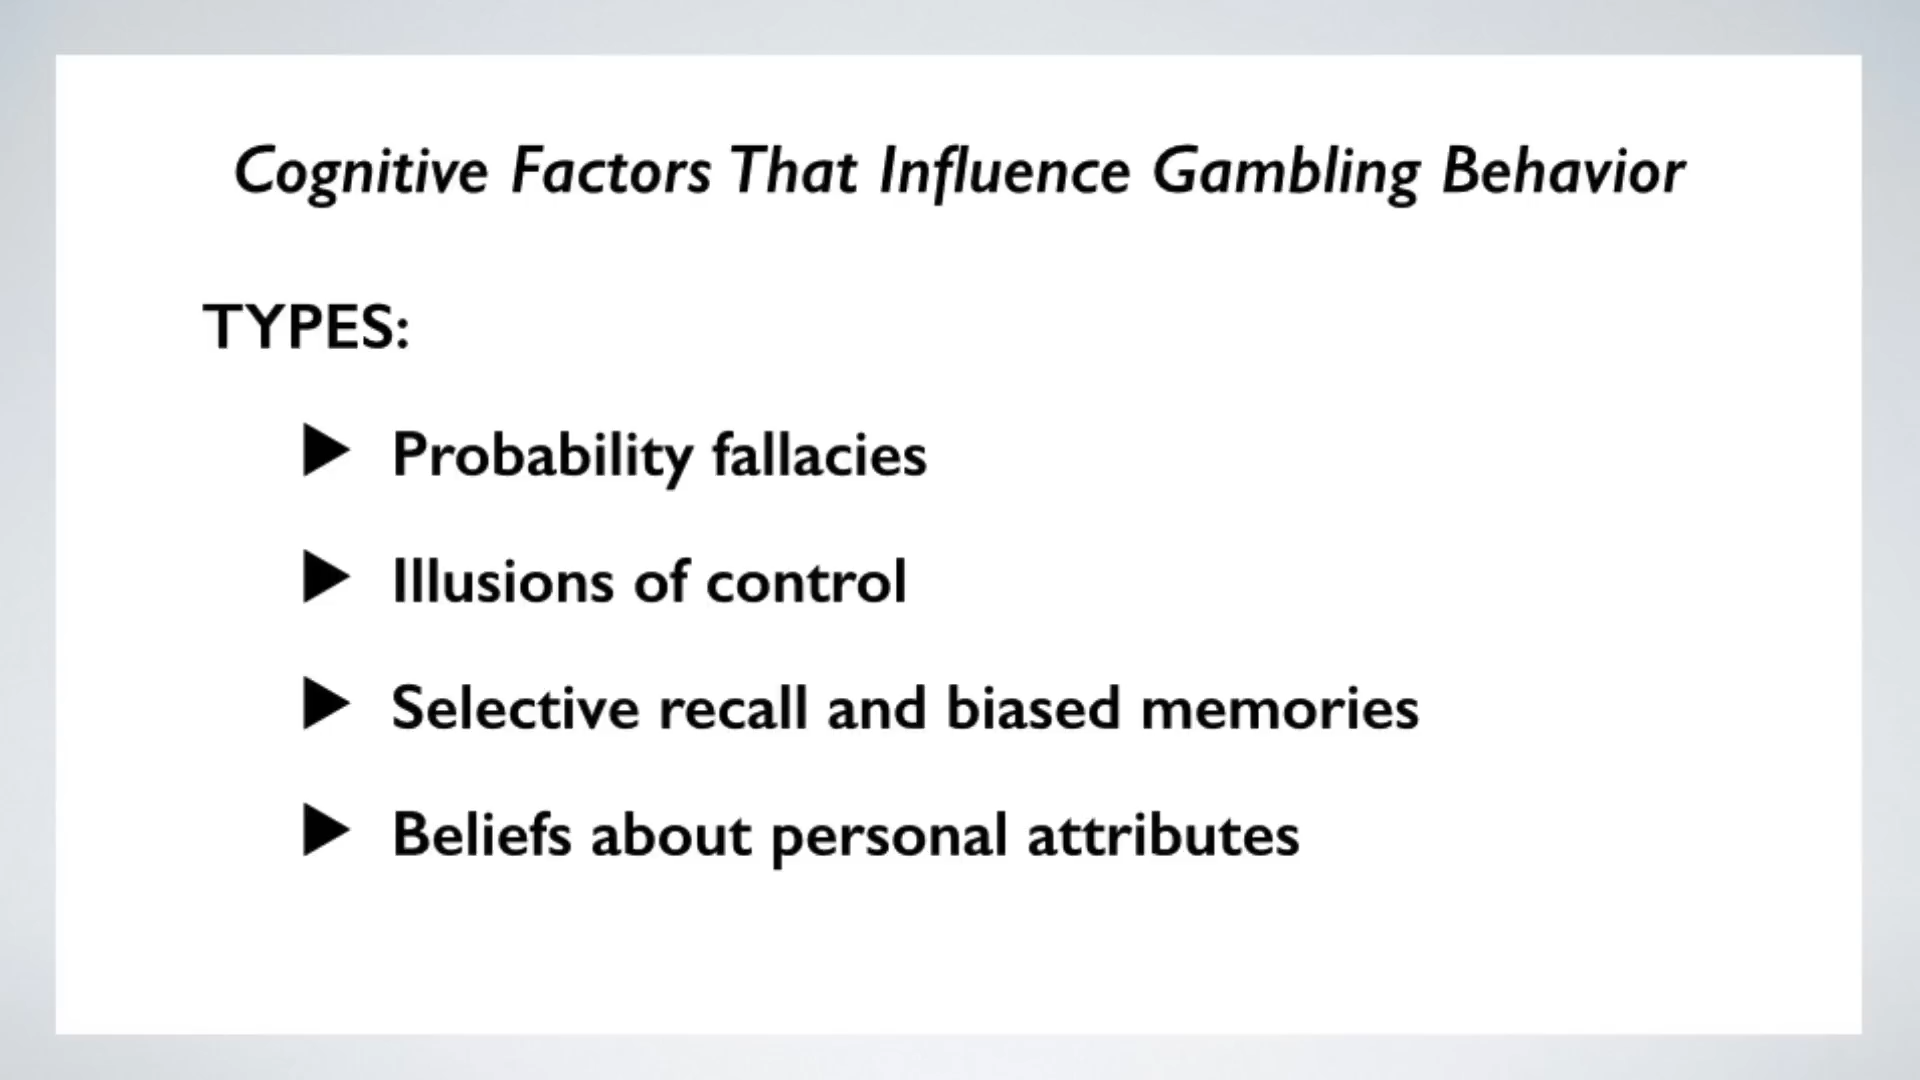 Cognitive Factors That Influence Gambling Behavior
TYPES:
Probability fallacies
Illusions of control
Selective recall and biased memories
Beliefs about personal attributes